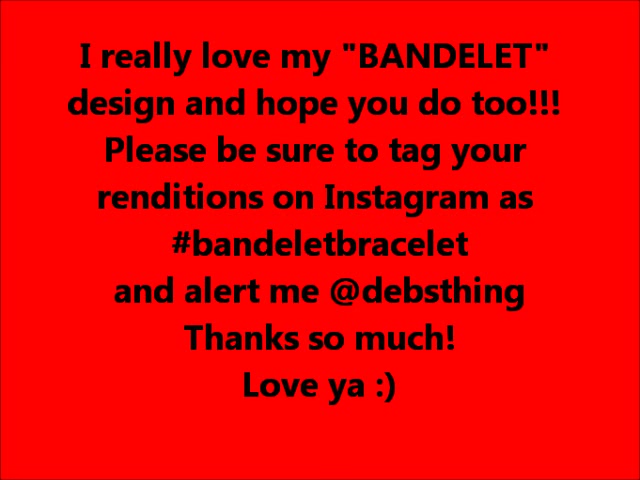 I really love my "BANDELET"
design and hope you do too!!!
Please be sure to tag your
renditions on Instagram as
#bandeletbracelet
and alert me @debsthing
Thanks so much!
Love ya :)